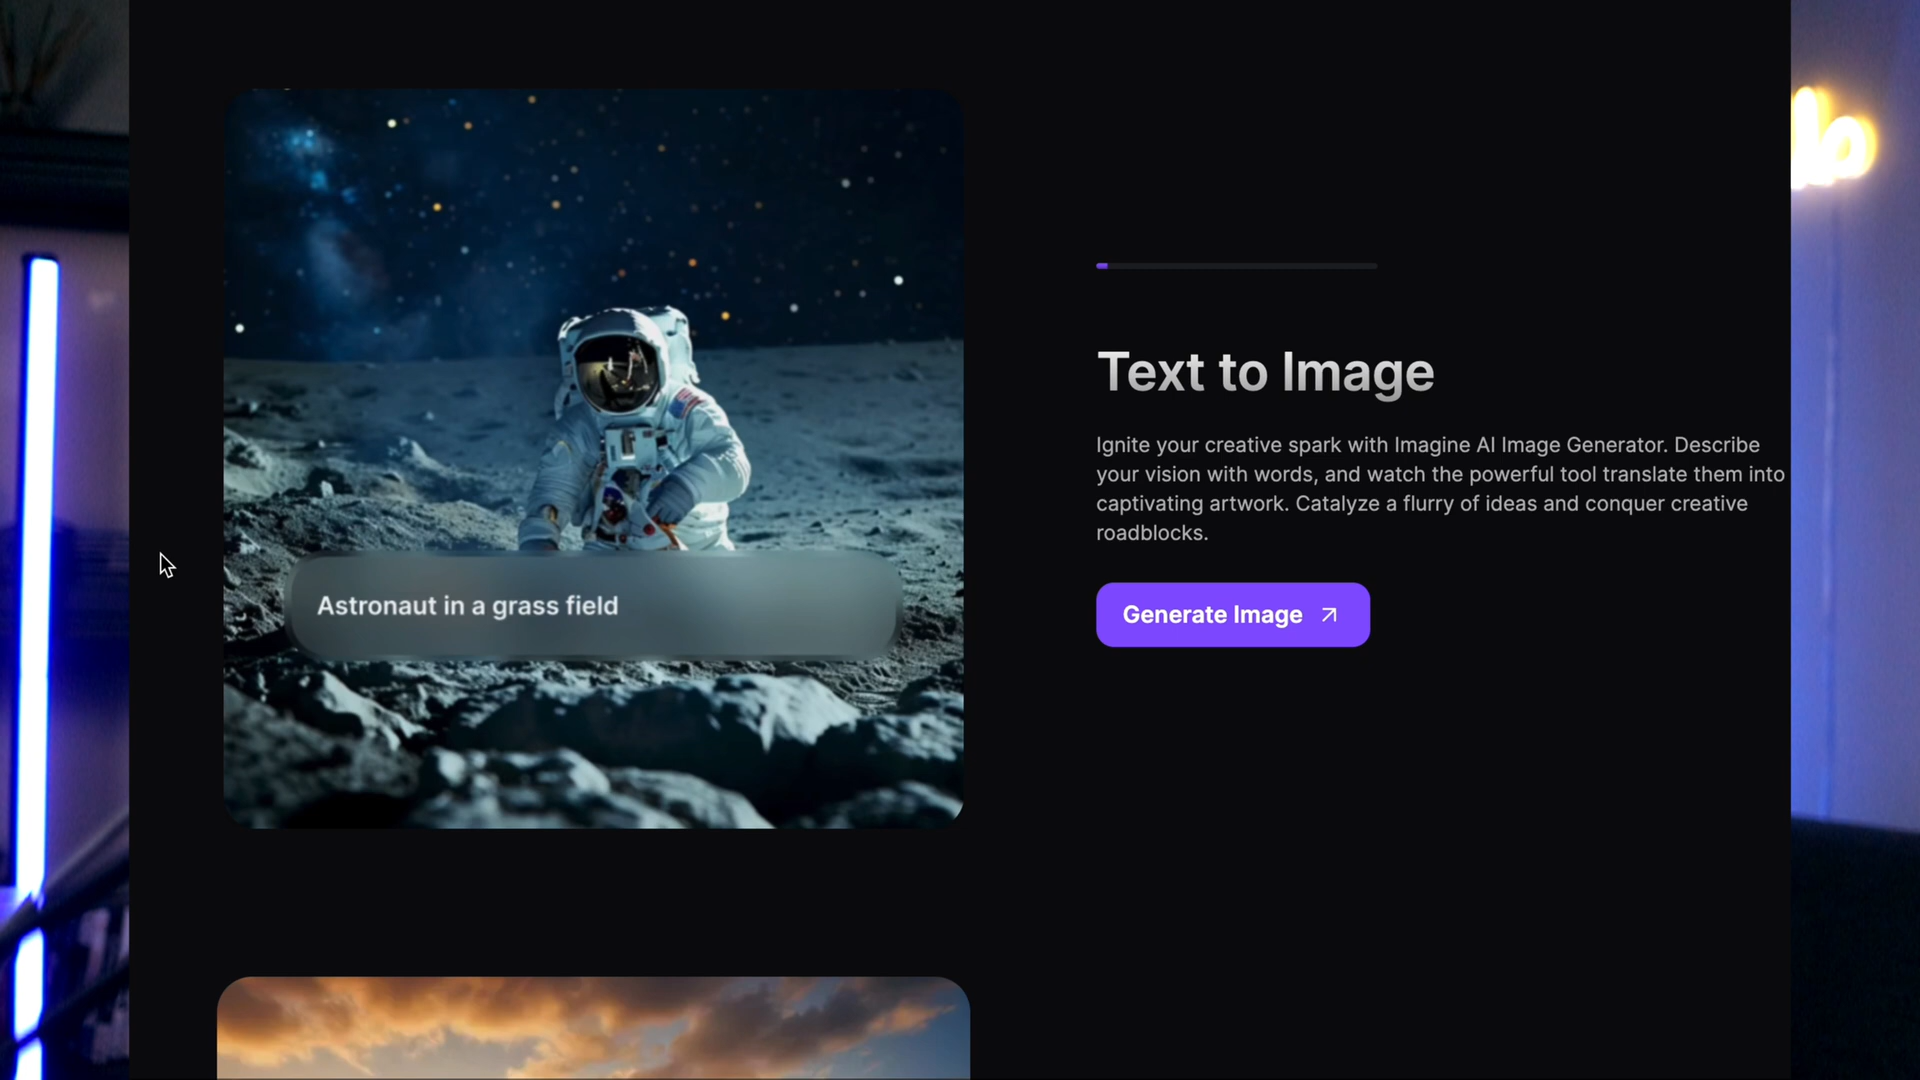 Text to Image
Ignite your creative spark with Imagine AI Image Generator. Describe
your vision with words, and watch the powerful tool translate them into
captivating artwork. Catalyze a flurry of ideas and conquer creative
roadblocks.
Generate Image
Astronaut in a grass field